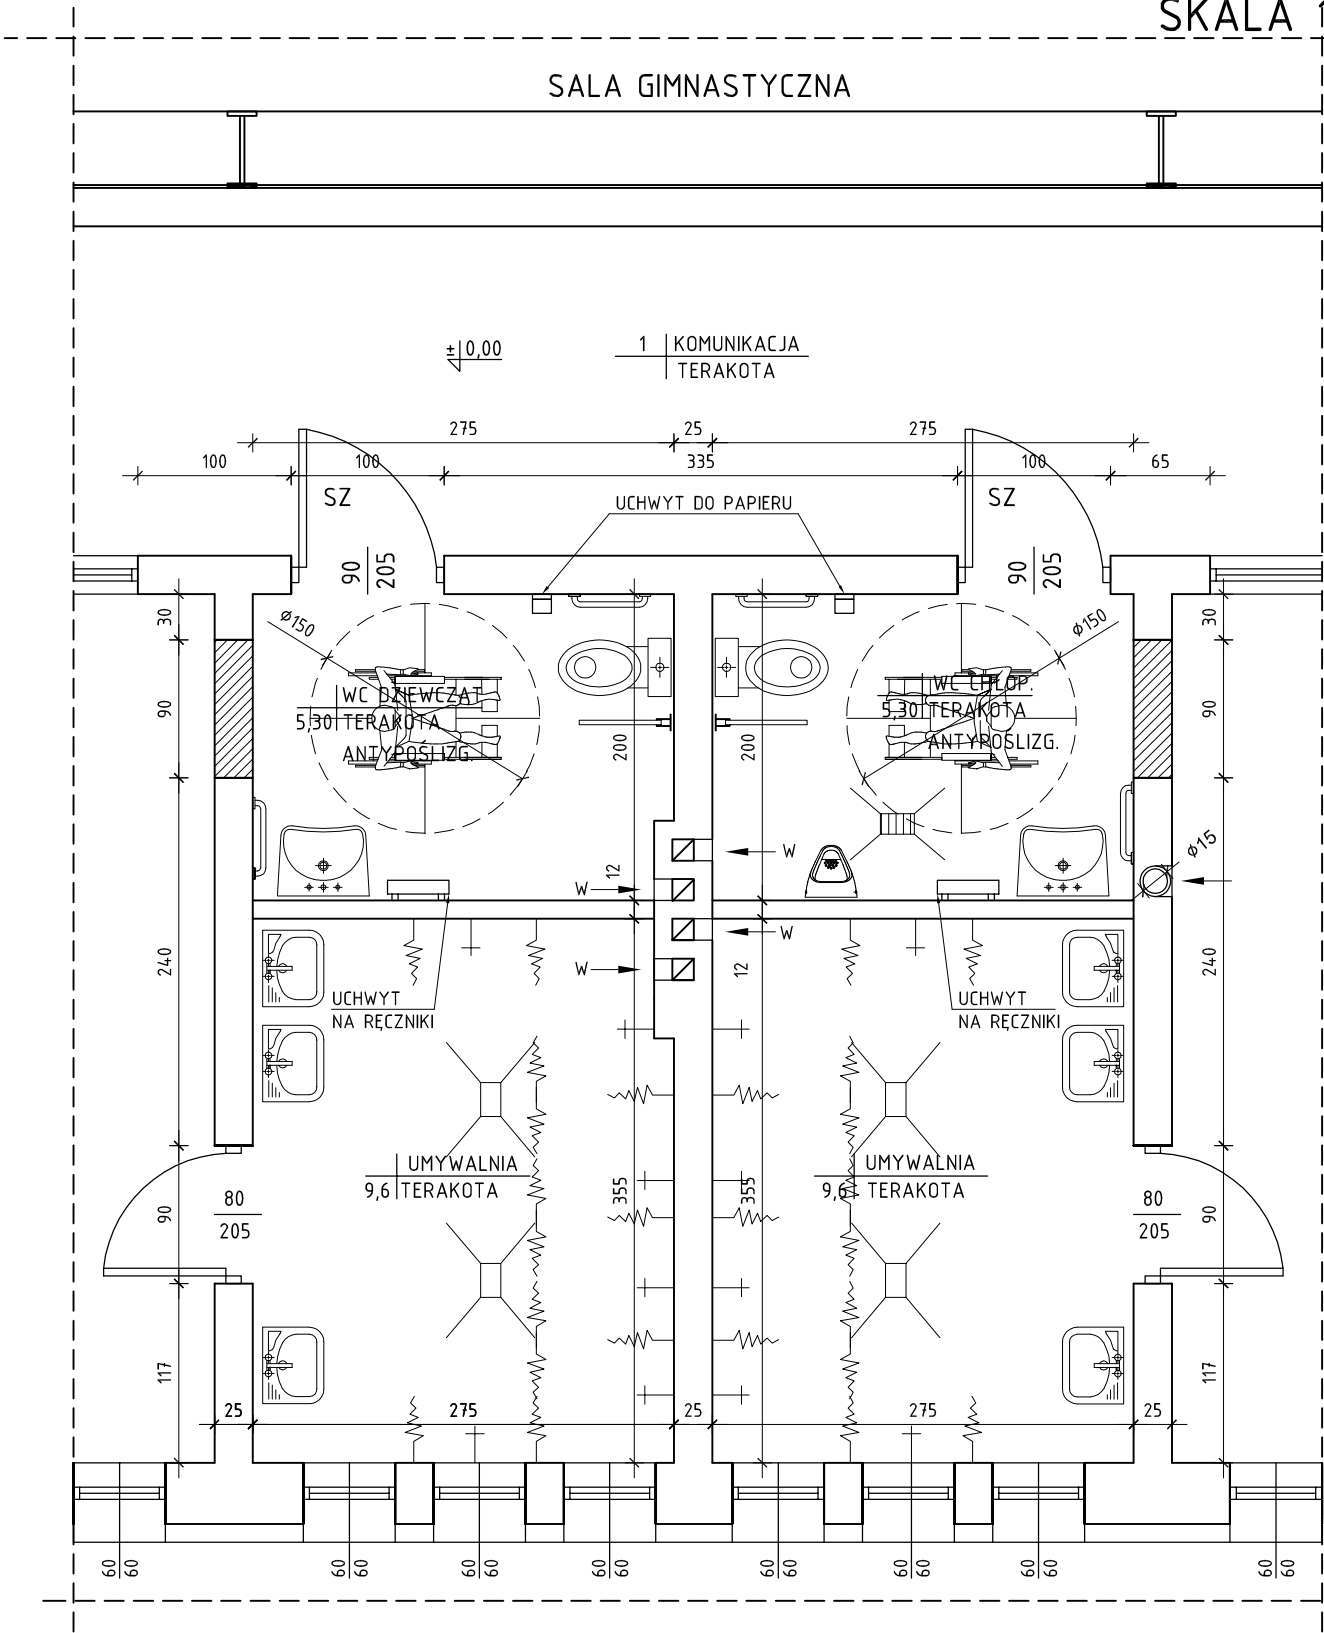 SKALA
SALA GIMNASTYCZNA
±0,00
1 KOMUNIKACJA
TERAKOTA
275 25 275
100 100 335 100 65
SZ SZ
UCHWYT DO PAPIERU
90 205
90 205
30
ø150
ø150
30
90
WC DZIEWCZĄT
5,30 TERAKOTA
ANTYPOŚLIZG.
200
200
WC CHŁOP.
5,30 TERAKOTA
ANTYPOŚLIZG.
90
ø15
W
12
W
W
W
12
240
240
UCHWYT
NA RĘCZNIKI
UCHWYT
NA RĘCZNIKI
UMYWALNIA
9,6 TERAKOTA
355
355
UMYWALNIA
9,6 TERAKOTA
80
205
90
80
205
90
117
117
25 275 25 275 25
60 60
60 60
60 60
60 60
60 60
60 60
60 60
60 60